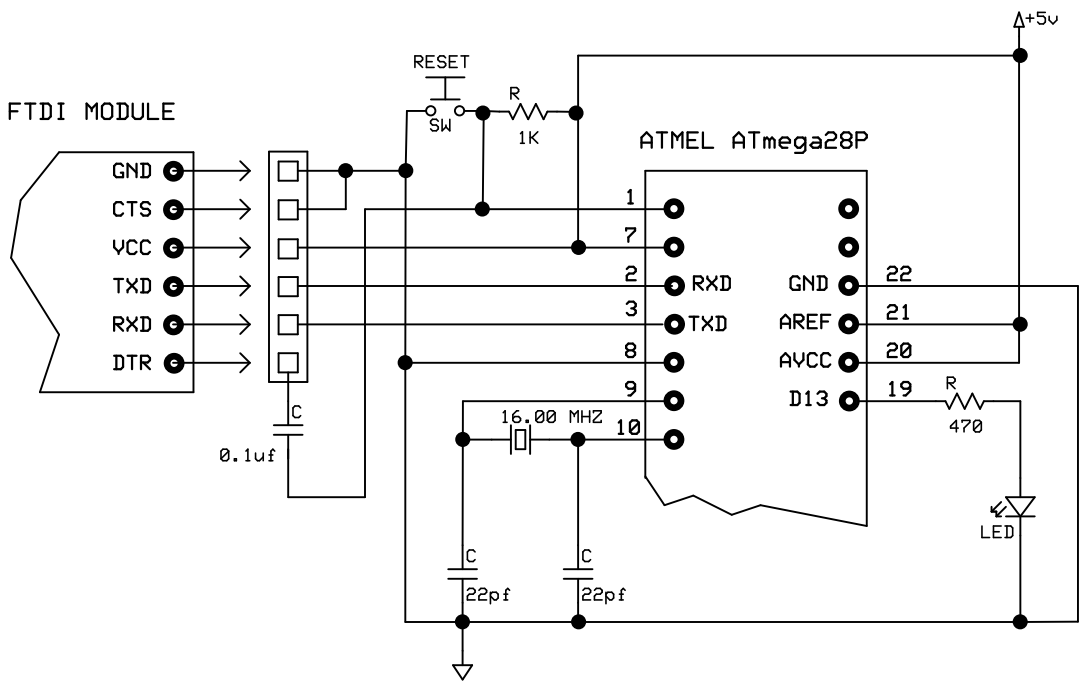 +5v
RESET
SW
R
1K
FTDI MODULE
ATMEL ATmega28P
GND
CTS
VCC
TXD
RXD
DTR
1
7
2
3
8
9
10
RXD
TXD
GND
AREF
AVCC
D13
22
21
20
19
R
470
C
0.1uf
16.00 MHZ
LED
C
22pf
C
22pf